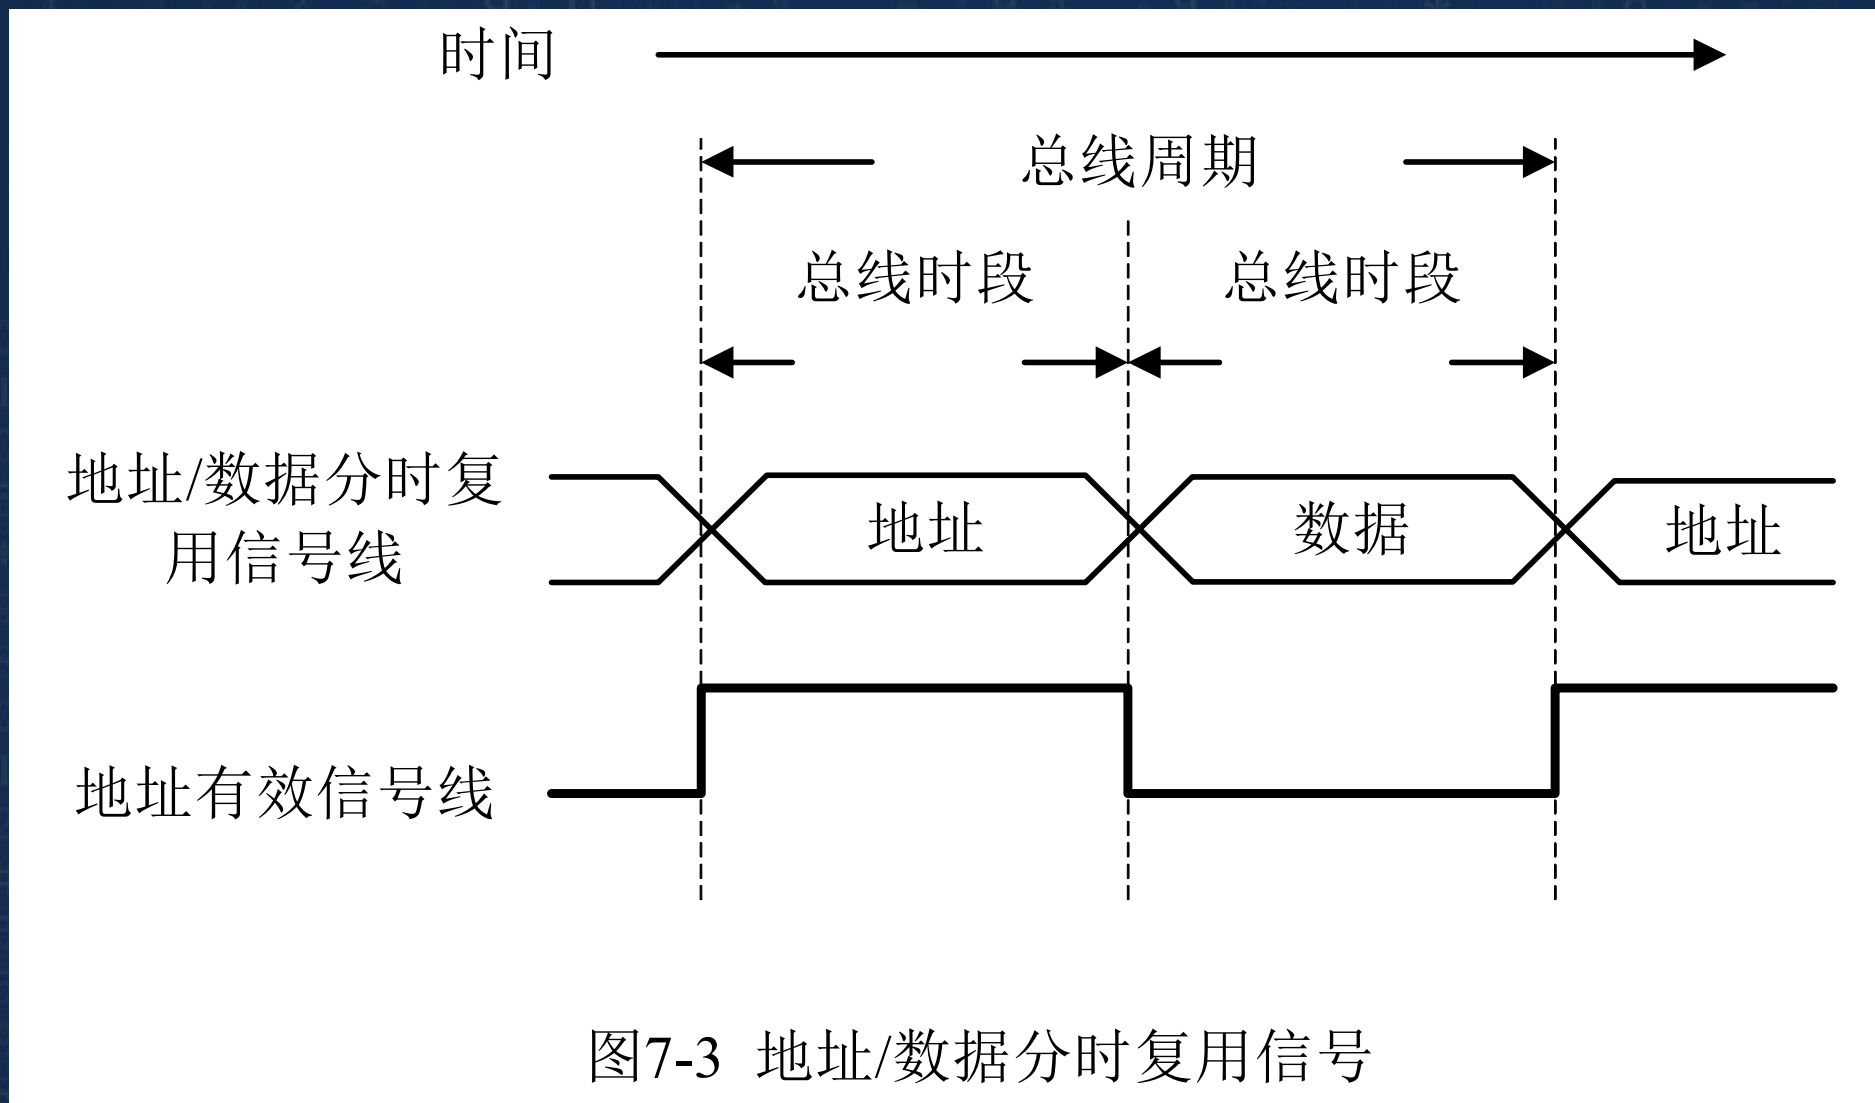 时间
总线周期
总线时段 总线时段
地址/数据分时复
用信号线
地址 数据 地址
地址有效信号线
图7-3 地址/数据分时复用信号